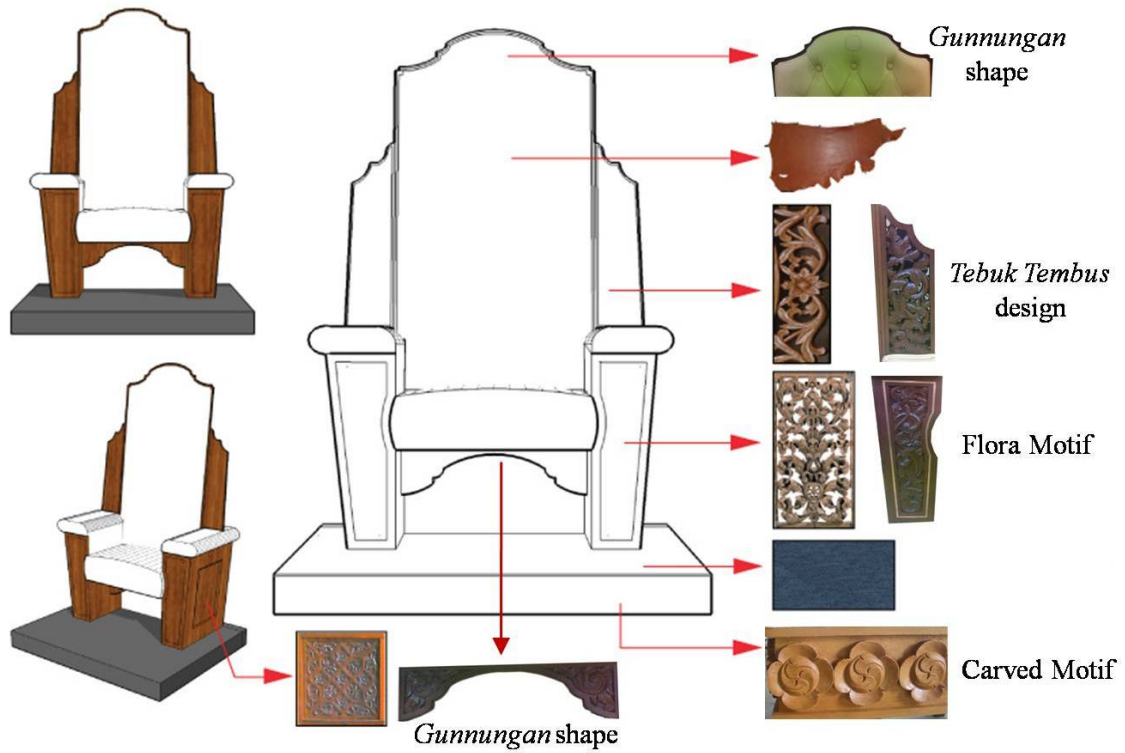 Gunnungan
shape
Tebuk Tembus
design
Flora Motif
Carved Motif
Gunnungan shape